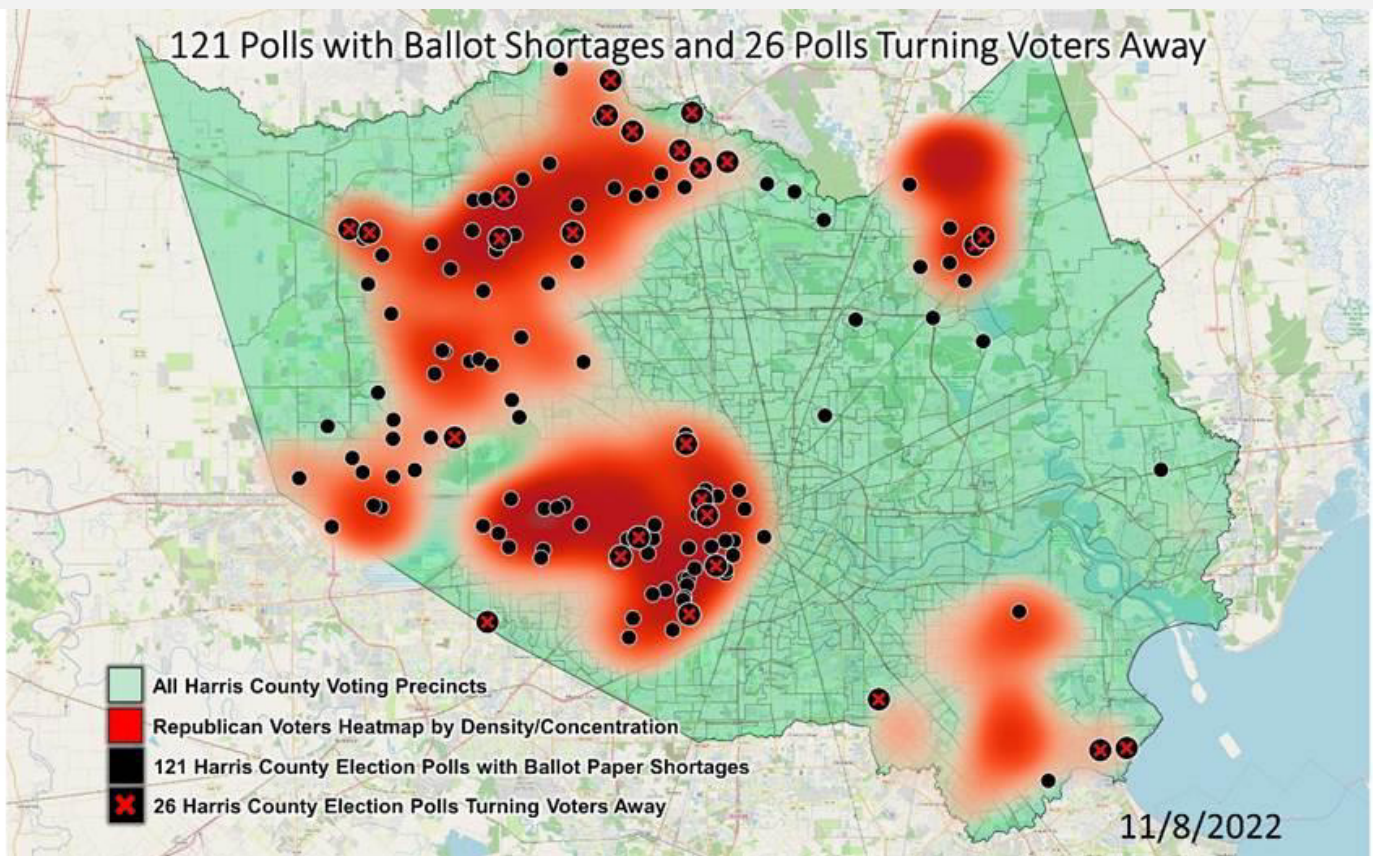 121 Polls with Ballot Shortages and 26 Polls Turning Voters Away
All Harris County Voting Precincts
Republican Voters Heatmap by Density/Concentration
121 Harris County Election Polls with Ballot Paper Shortages
26 Harris County Election Polls Turning Voters Away
11/8/2022